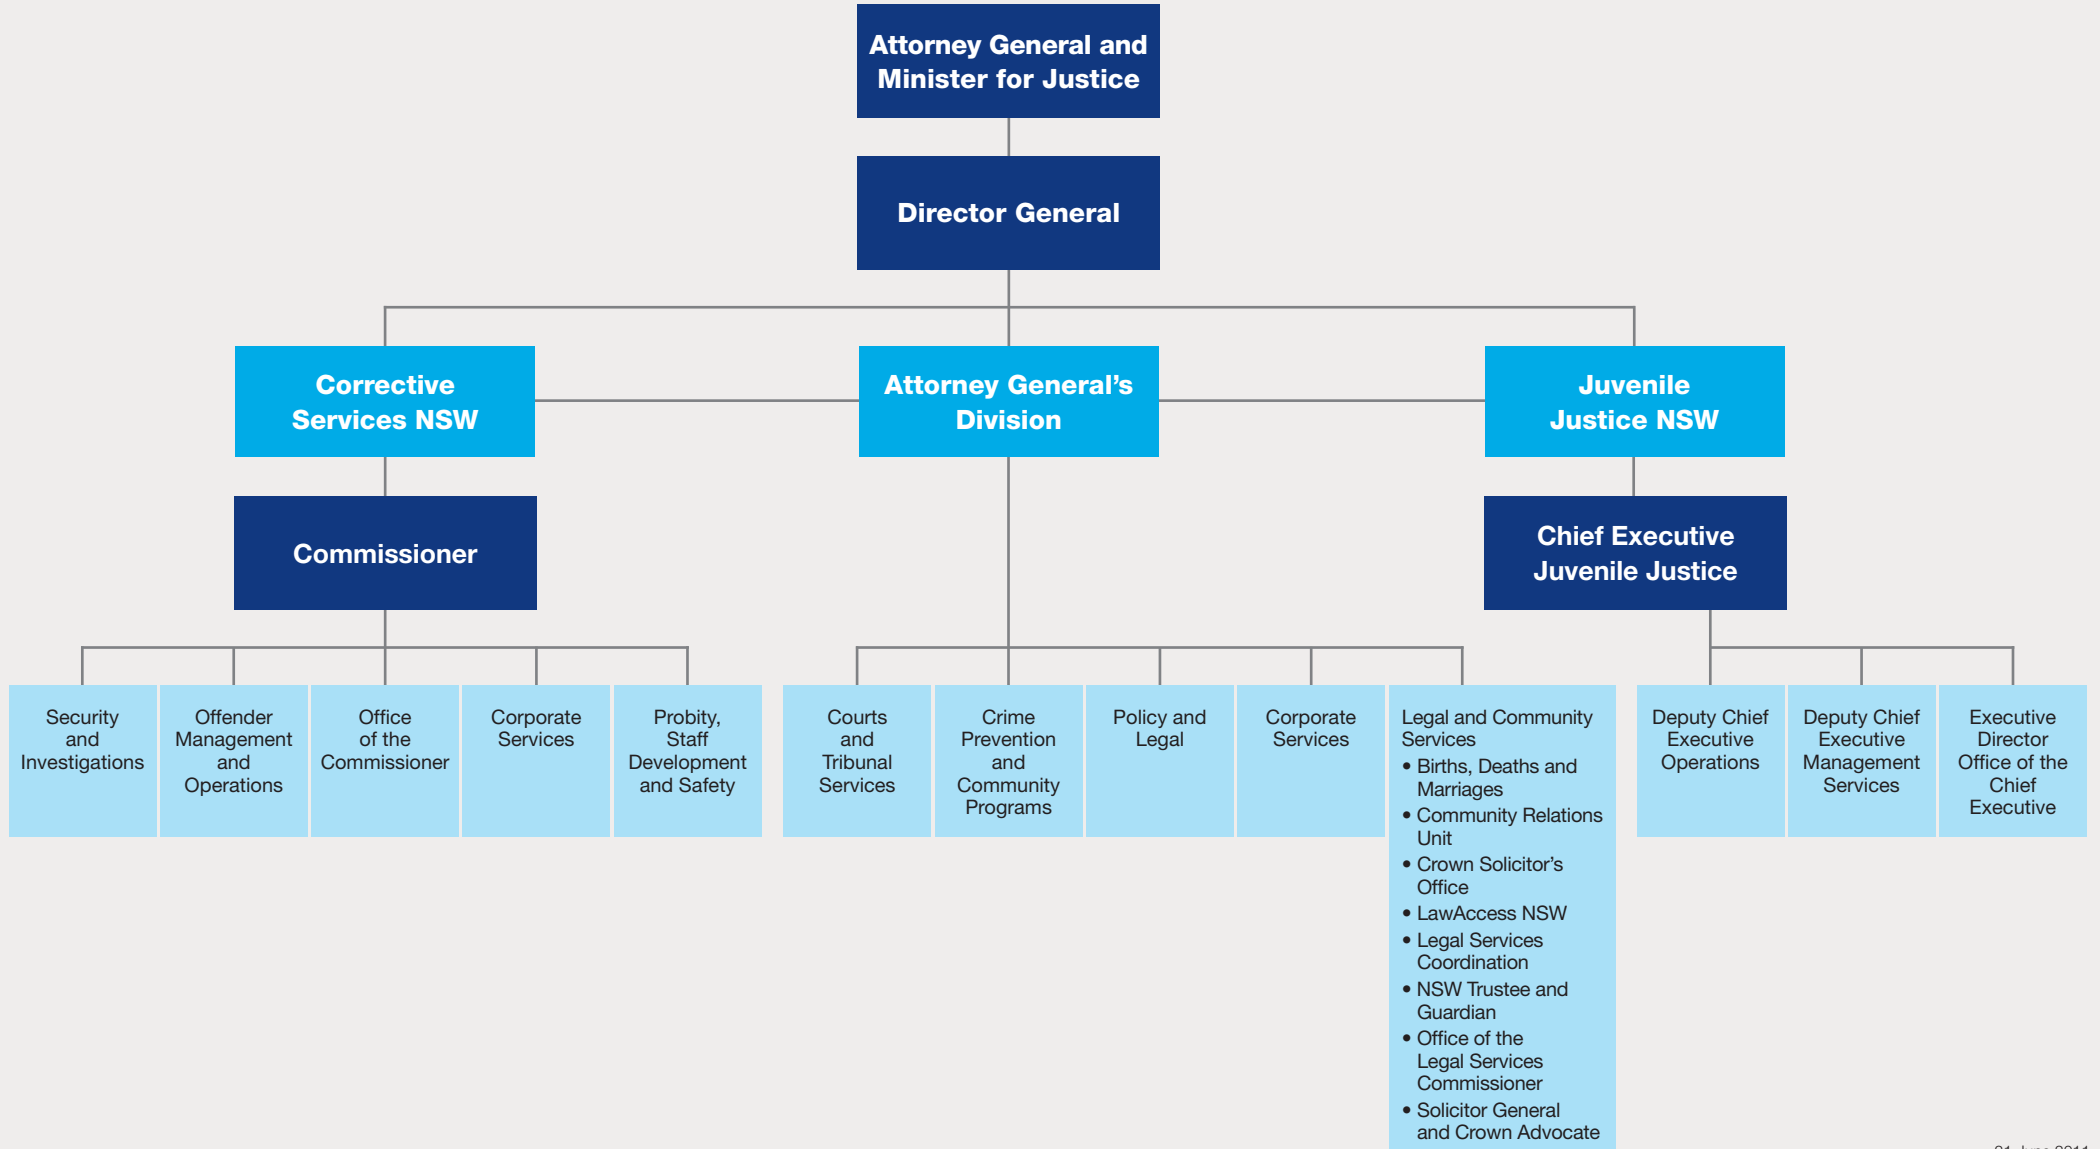 Attorney General and
Minister for Justice
Director General
Corrective
Services NSW
Attorney General’s
Division
Juvenile
Justice NSW
Commissioner
Chief Executive
Juvenile Justice
Security
and
Investigations
Offender
Management
and
Operations
Office
of the
Commissioner
Corporate
Services
Probity,
Staff
Development
and Safety
Courts
and
Tribunal
Services
Crime
Prevention
and
Community
Programs
Policy and
Legal
Corporate
Services
Legal and Community
Services
• Births, Deaths and
Marriages
• Community Relations
Unit
• Crown Solicitor’s
Office
• LawAccess NSW
• Legal Services
Coordination
• NSW Trustee and
Guardian
• Office of the
Legal Services
Commissioner
• Solicitor General
and Crown Advocate
Deputy Chief
Executive
Operations
Deputy Chief
Executive
Management
Services
Executive
Director
Office of the
Chief
Executive